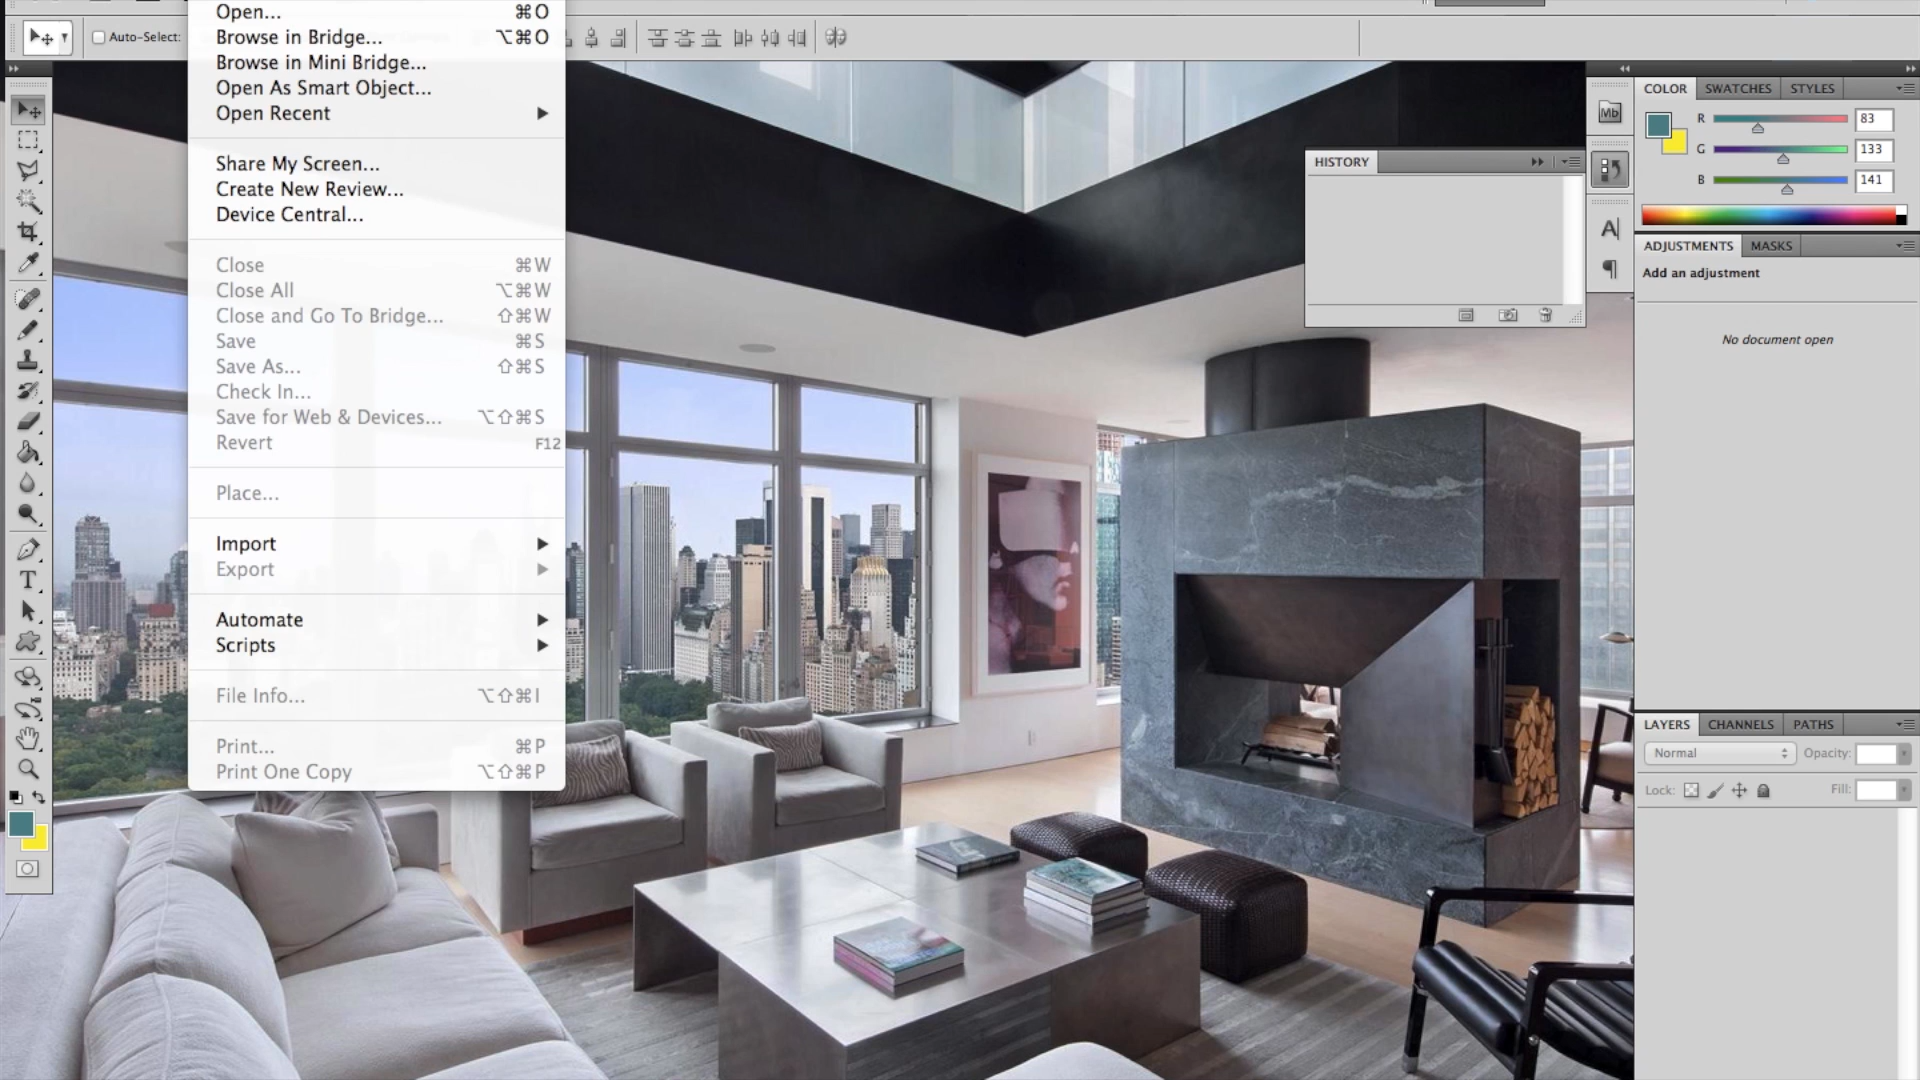 Open... ⌘O
Auto-Select:
Browse in Bridge... ⌥⌘O
Browse in Mini Bridge...
Open As Smart Object...
Open Recent
Share My Screen...
Create New Review...
Device Central...
Close ⌘W
Close All ⌥⌘W
Close and Go To Bridge... ⇧⌘W
Save ⌘S
Save As... ⇧⌘S
Check In...
Save for Web & Devices... ⌥⇧⌘S
Revert F12
Place...
Import
Export
Automate
Scripts
File Info... ⌥⇧⌘I
Print... ⌘P
Print One Copy ⌥⇧⌘P
T
HISTORY
Mb
A
COLOR SWATCHES STYLES
R 83
G 133
B 141
ADJUSTMENTS MASKS
Add an adjustment
No document open
LAYERS CHANNELS PATHS
Normal Opacity:
Lock: Fill: